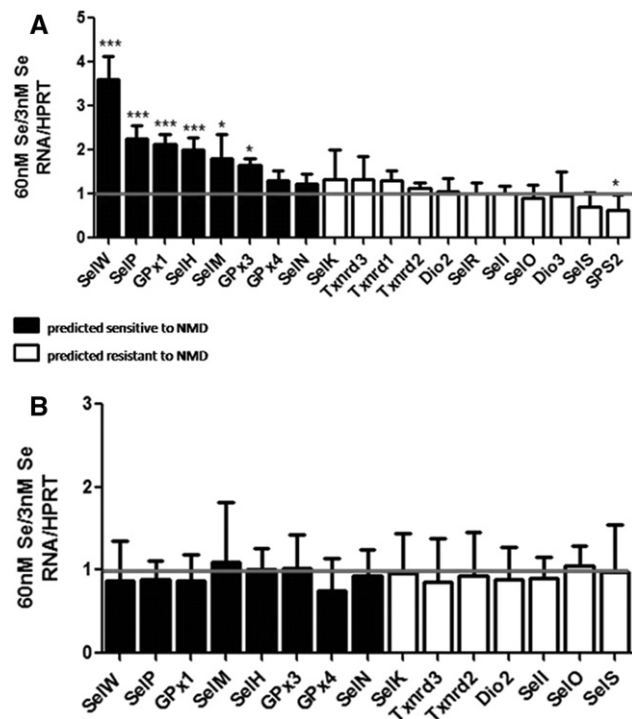 A
60nM Se/3nM Se
RNA/HPRT
5
4
3
2
1
0
***
***
***
***
*
*
*
SelW
SelP
GPx1
SelH
SelM
GPx3
GPx4
SelN
SelK
Txnrd3
Txnrd1
Txnrd2
Dio2
SelR
SelI
SelO
Dio3
SelS
SPS2
predicted sensitive to NMD
predicted resistant to NMD
B
60nM Se/3nM Se
RNA/HPRT
3
2
1
0
SelW
SelP
GPx1
SelM
SelH
GPx3
GPx4
SelN
SelK
Txnrd3
Txnrd2
Dio2
SelI
SelO
SelS